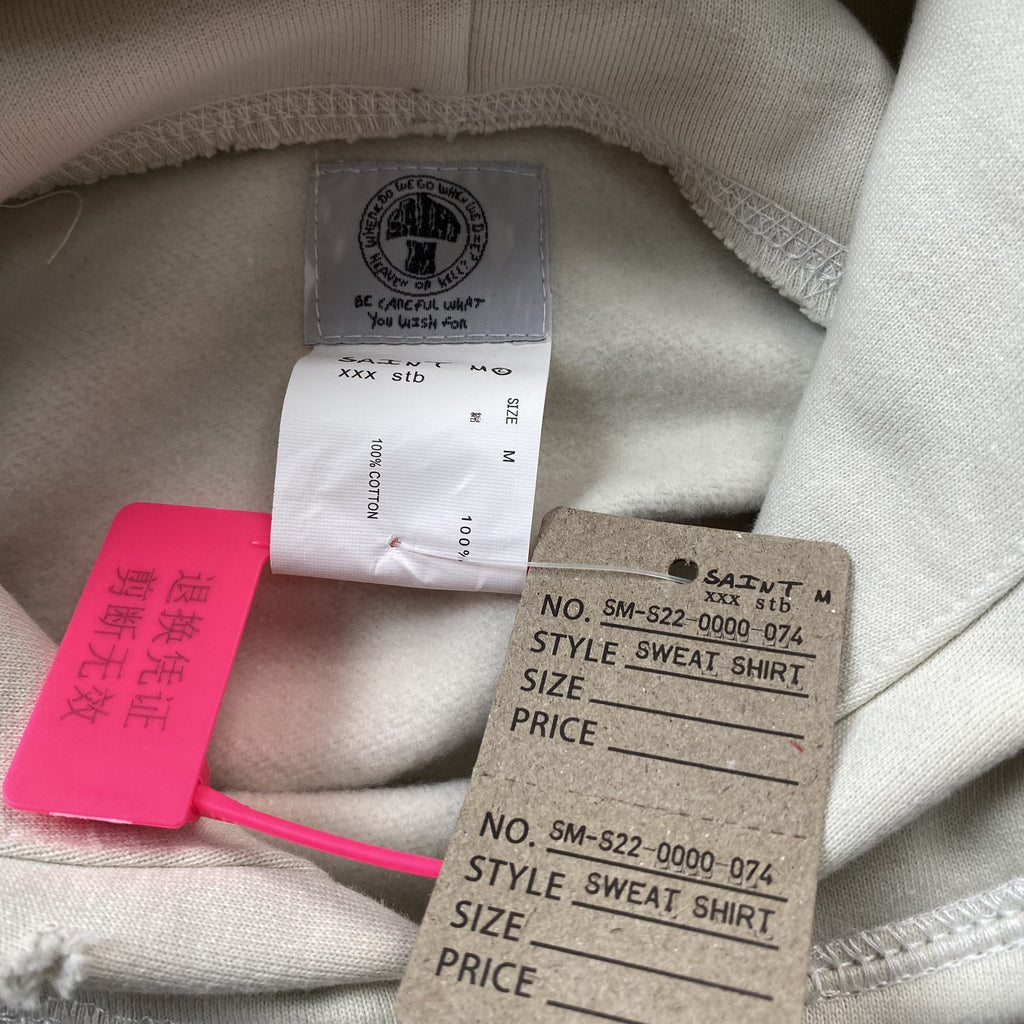 WHERE DO WE GO WHEN WE DIE?
SAINT
M
HEAVEN OR HELL?
BE CAREFUL WHAT
YOU WISH FOR
SAINT M©
xxx stb
SIZE M
100% COTTON
100%
退换凭证
剪断无效
SAINT M
xxx stb
NO. SM-S22-0000-074
STYLE SWEAT SHIRT
SIZE
PRICE
NO. SM-S22-0000-074
STYLE SWEAT SHIRT
SIZE
PRICE